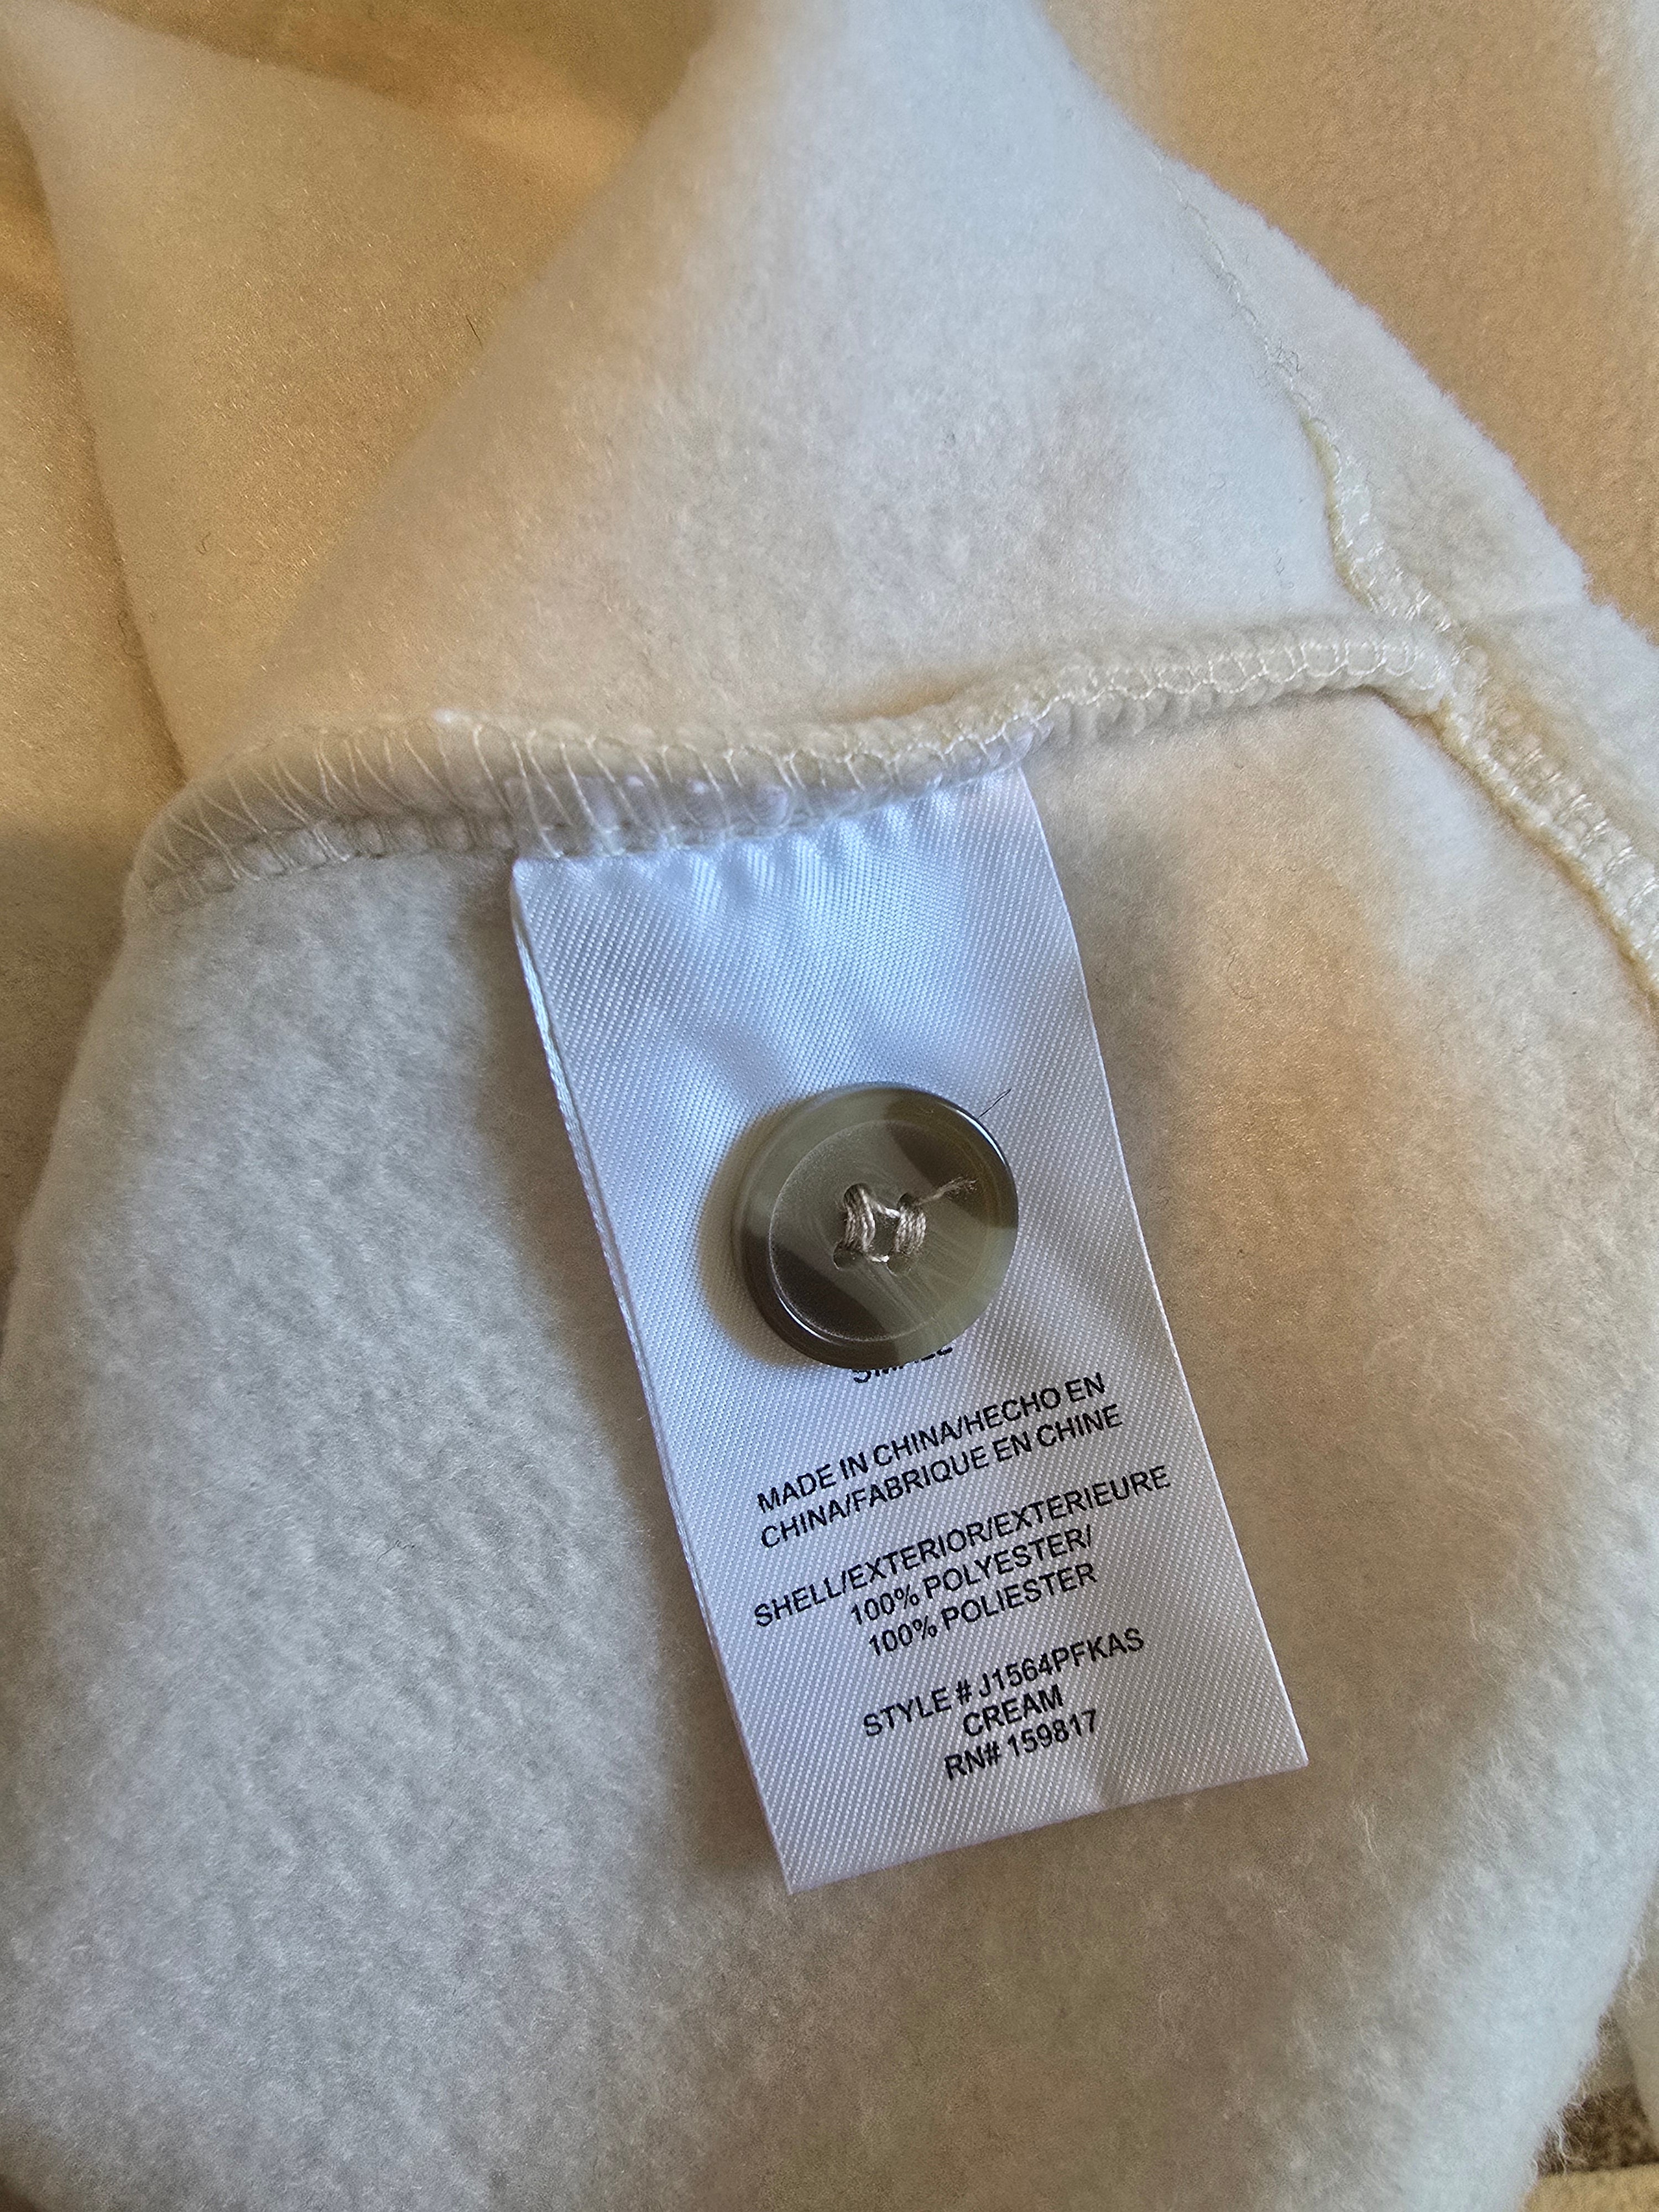 SMALL
MADE IN CHINA/HECHO EN
CHINA/FABRIQUE EN CHINE
SHELL/EXTERIOR/EXTERIEURE
100% POLYESTER/
100% POLIESTER
STYLE # J1564PFKAS
CREAM
RN# 159817